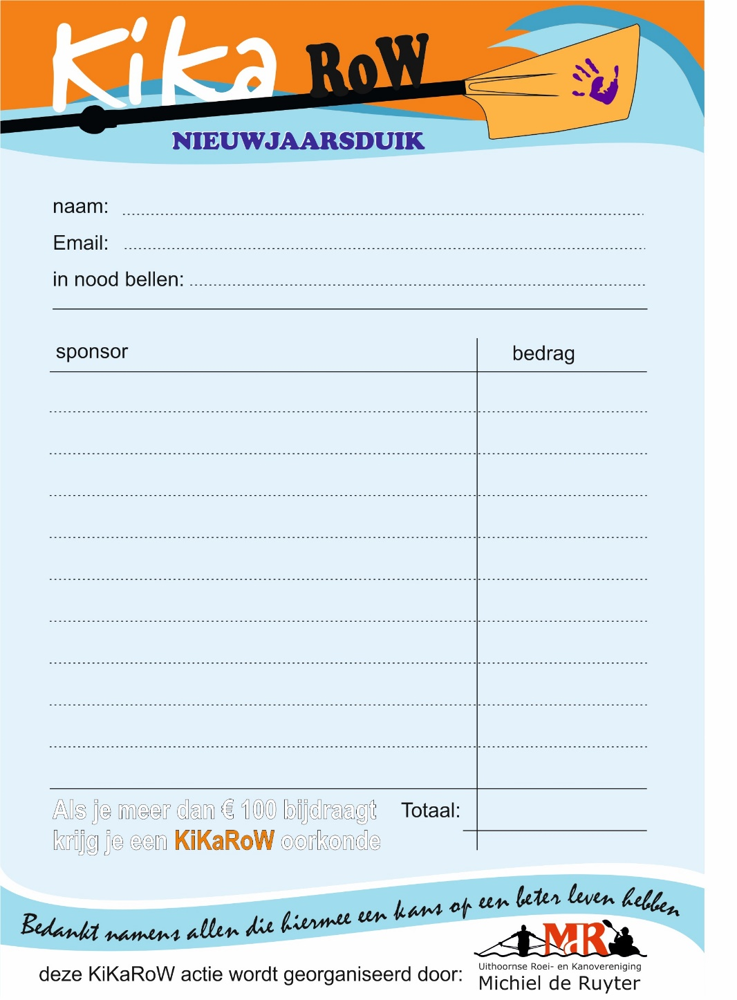 Kika RoW
NIEUWJAARSDUIK
naam:
Email:
in nood bellen:
sponsor bedrag
Als je meer dan € 100 bijdraagt Totaal:
krijg je een KiKaRoW oorkonde
Bedankt namens allen die hiermee een kans op een beter leven hebben
MdR
Uithoornse Roei- en Kanovereniging
deze KiKaRoW actie wordt georganiseerd door: Michiel de Ruyter